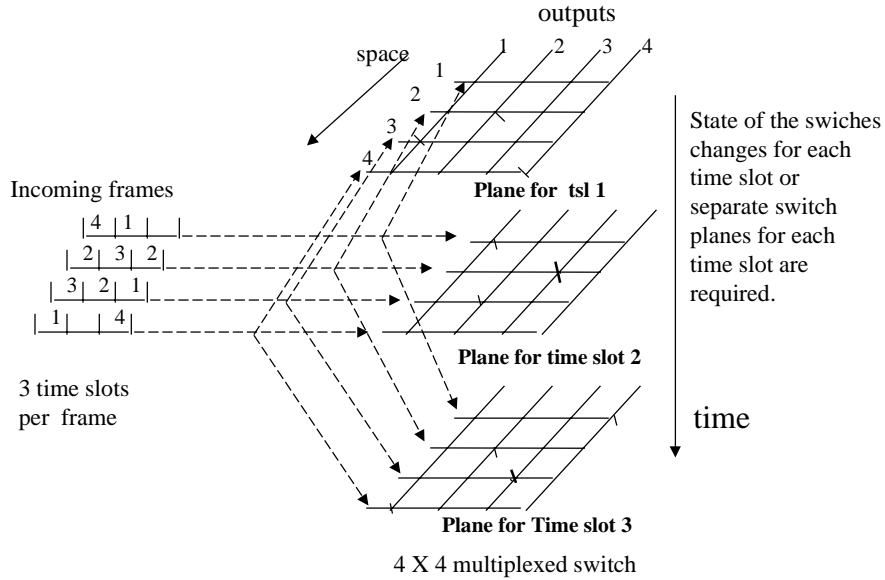 outputs
1 2 3 4
space
1
2
3
4
State of the swiches
changes for each
time slot or
separate switch
planes for each
time slot are
required.
Plane for tsl 1
Incoming frames
4 1
2 3 2
3 2 1
1 4
3 time slots
per frame
Plane for time slot 2
time
Plane for Time slot 3
4 X 4 multiplexed switch